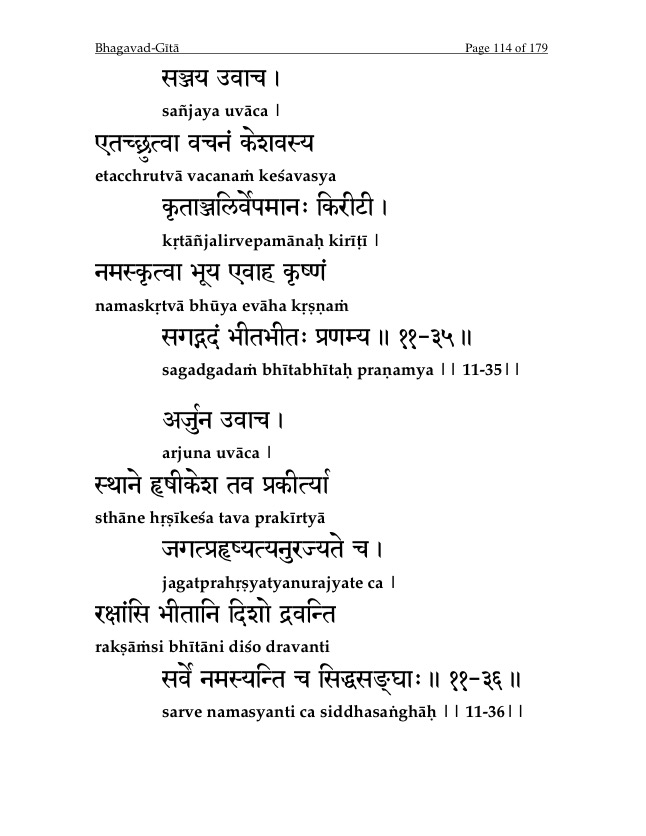 Bhagavad-Gītā Page 114 of 179
सञ्जय उवाच ।
sañjaya uvāca |
एतच्छ्रुत्वा वचनं केशवस्य
etacchrutvā vacanaṁ keśavasya
कृताञ्जलिर्वेपमानः किरीटी ।
kṛtāñjalirvepamānaḥ kirīṭī |
नमस्कृत्वा भूय एवाह कृष्णं
namaskṛtvā bhūya evāha kṛṣṇaṁ
सगद्गदं भीतभीतः प्रणम्य ॥ ११-३५॥
sagadgadaṁ bhītabhītaḥ praṇamya || 11-35||
अर्जुन उवाच ।
arjuna uvāca |
स्थाने हृषीकेश तव प्रकीर्त्या
sthāne hṛṣīkeśa tava prakīrtyā
जगत्प्रहृष्यत्यनुरज्यते च ।
jagatprahṛṣyatyanurajyate ca |
रक्षांसि भीतानि दिशो द्रवन्ति
rakṣāṁsi bhītāni diśo dravanti
सर्वे नमस्यन्ति च सिद्धसङ्घाः ॥ ११-३६॥
sarve namasyanti ca siddhasaṅghāḥ || 11-36||